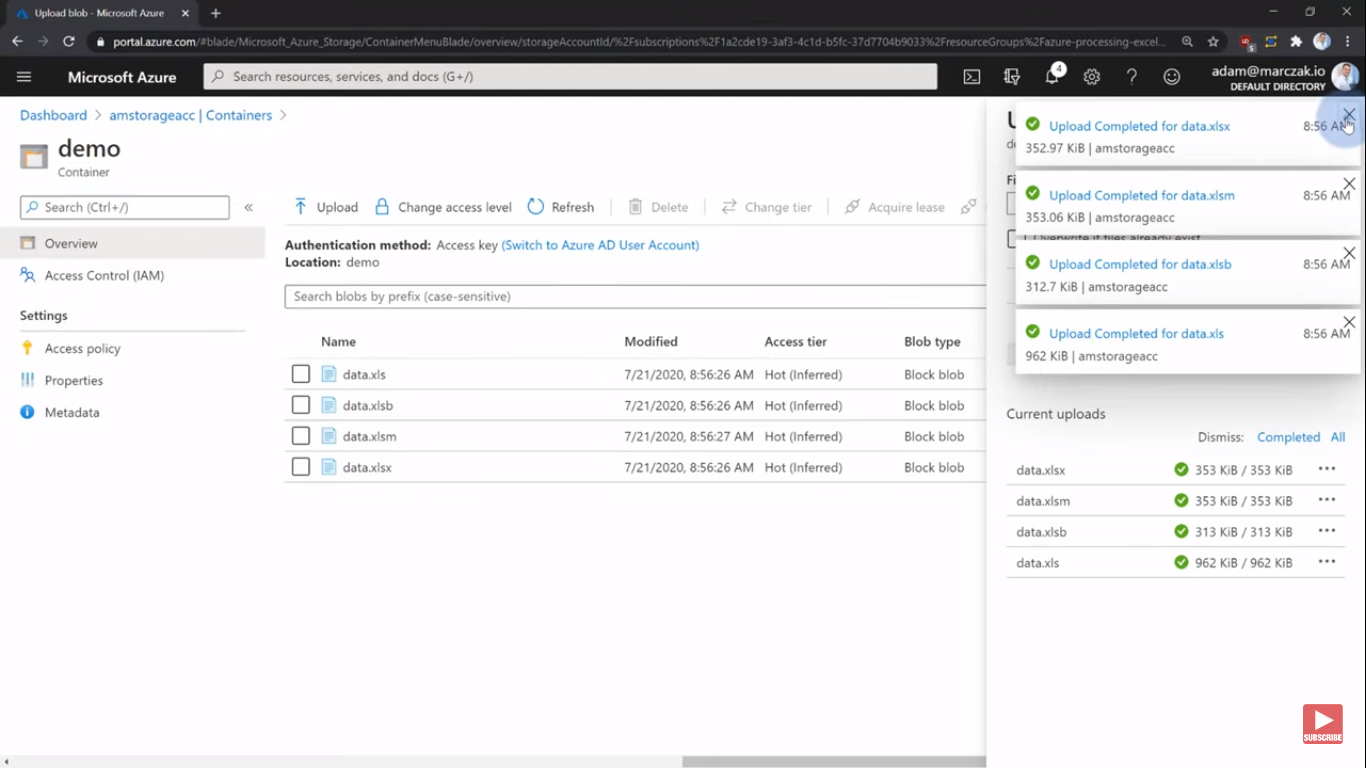 Upload blob - Microsoft Azure
portal.azure.com/#blade/Microsoft_Azure_Storage/ContainerMenuBlade/overview/storageAccountId/%2Fsubscriptions%2F1a2cde19-3af3-4c1d-b5fc-37d7704b9033%2FresourceGroups%2Fazure-processing-excel...
Microsoft Azure
Search resources, services, and docs (G+/)
4
adam@marczak.io
DEFAULT DIRECTORY
Dashboard > amstorageacc | Containers >
demo
Container
Search (Ctrl+/)
Overview
Access Control (IAM)
Settings
Access policy
Properties
Metadata
Upload Change access level Refresh Delete Change tier Acquire lease
Authentication method: Access key (Switch to Azure AD User Account)
Location: demo
Search blobs by prefix (case-sensitive)
Name Modified Access tier Blob type
data.xls 7/21/2020, 8:56:26 AM Hot (Inferred) Block blob
data.xlsb 7/21/2020, 8:56:26 AM Hot (Inferred) Block blob
data.xlsm 7/21/2020, 8:56:27 AM Hot (Inferred) Block blob
data.xlsx 7/21/2020, 8:56:26 AM Hot (Inferred) Block blob
Upload Completed for data.xlsx 8:56 AM
352.97 KiB | amstorageacc
Upload Completed for data.xlsm 8:56 AM
353.06 KiB | amstorageacc
Overwrite if files already exist
Upload Completed for data.xlsb 8:56 AM
312.7 KiB | amstorageacc
Upload Completed for data.xls 8:56 AM
962 KiB | amstorageacc
Current uploads
Dismiss: Completed All
data.xlsx 353 KiB / 353 KiB
data.xlsm 353 KiB / 353 KiB
data.xlsb 313 KiB / 313 KiB
data.xls 962 KiB / 962 KiB
SUBSCRIBE